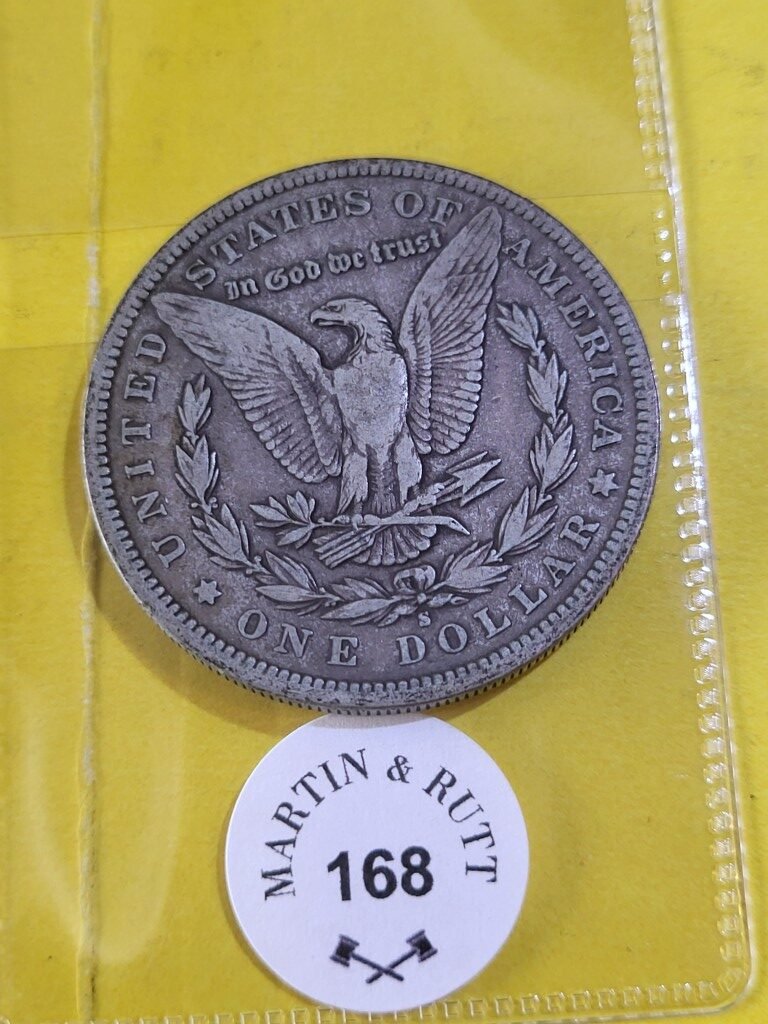 UNITED STATES OF AMERICA
In God we trust
★ ONE DOLLAR ★
S
MARTIN & RUTT
168